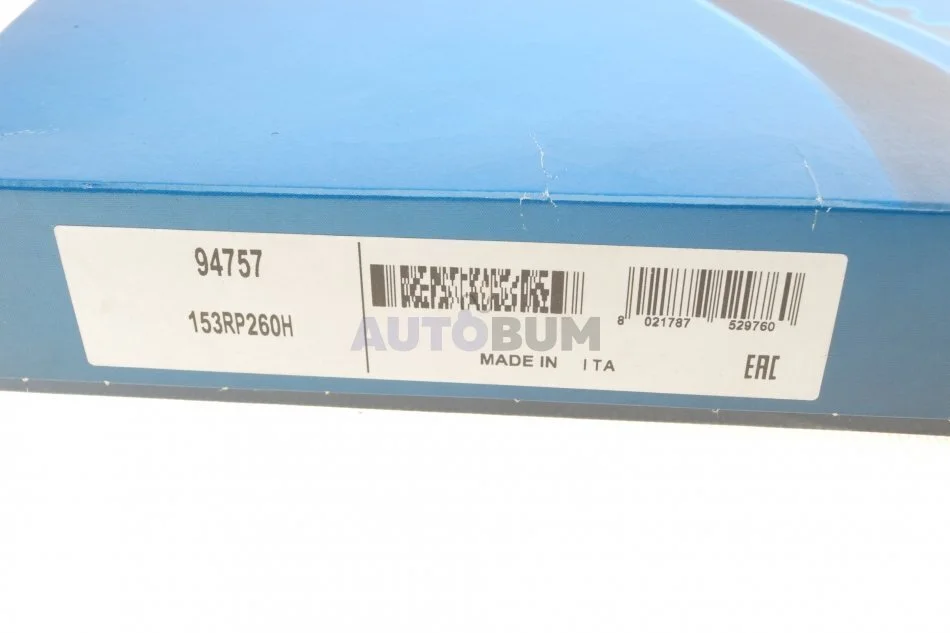 94757
153RP260H
8 021787 529760
AUTOBUM
MADE IN ITA
EAC